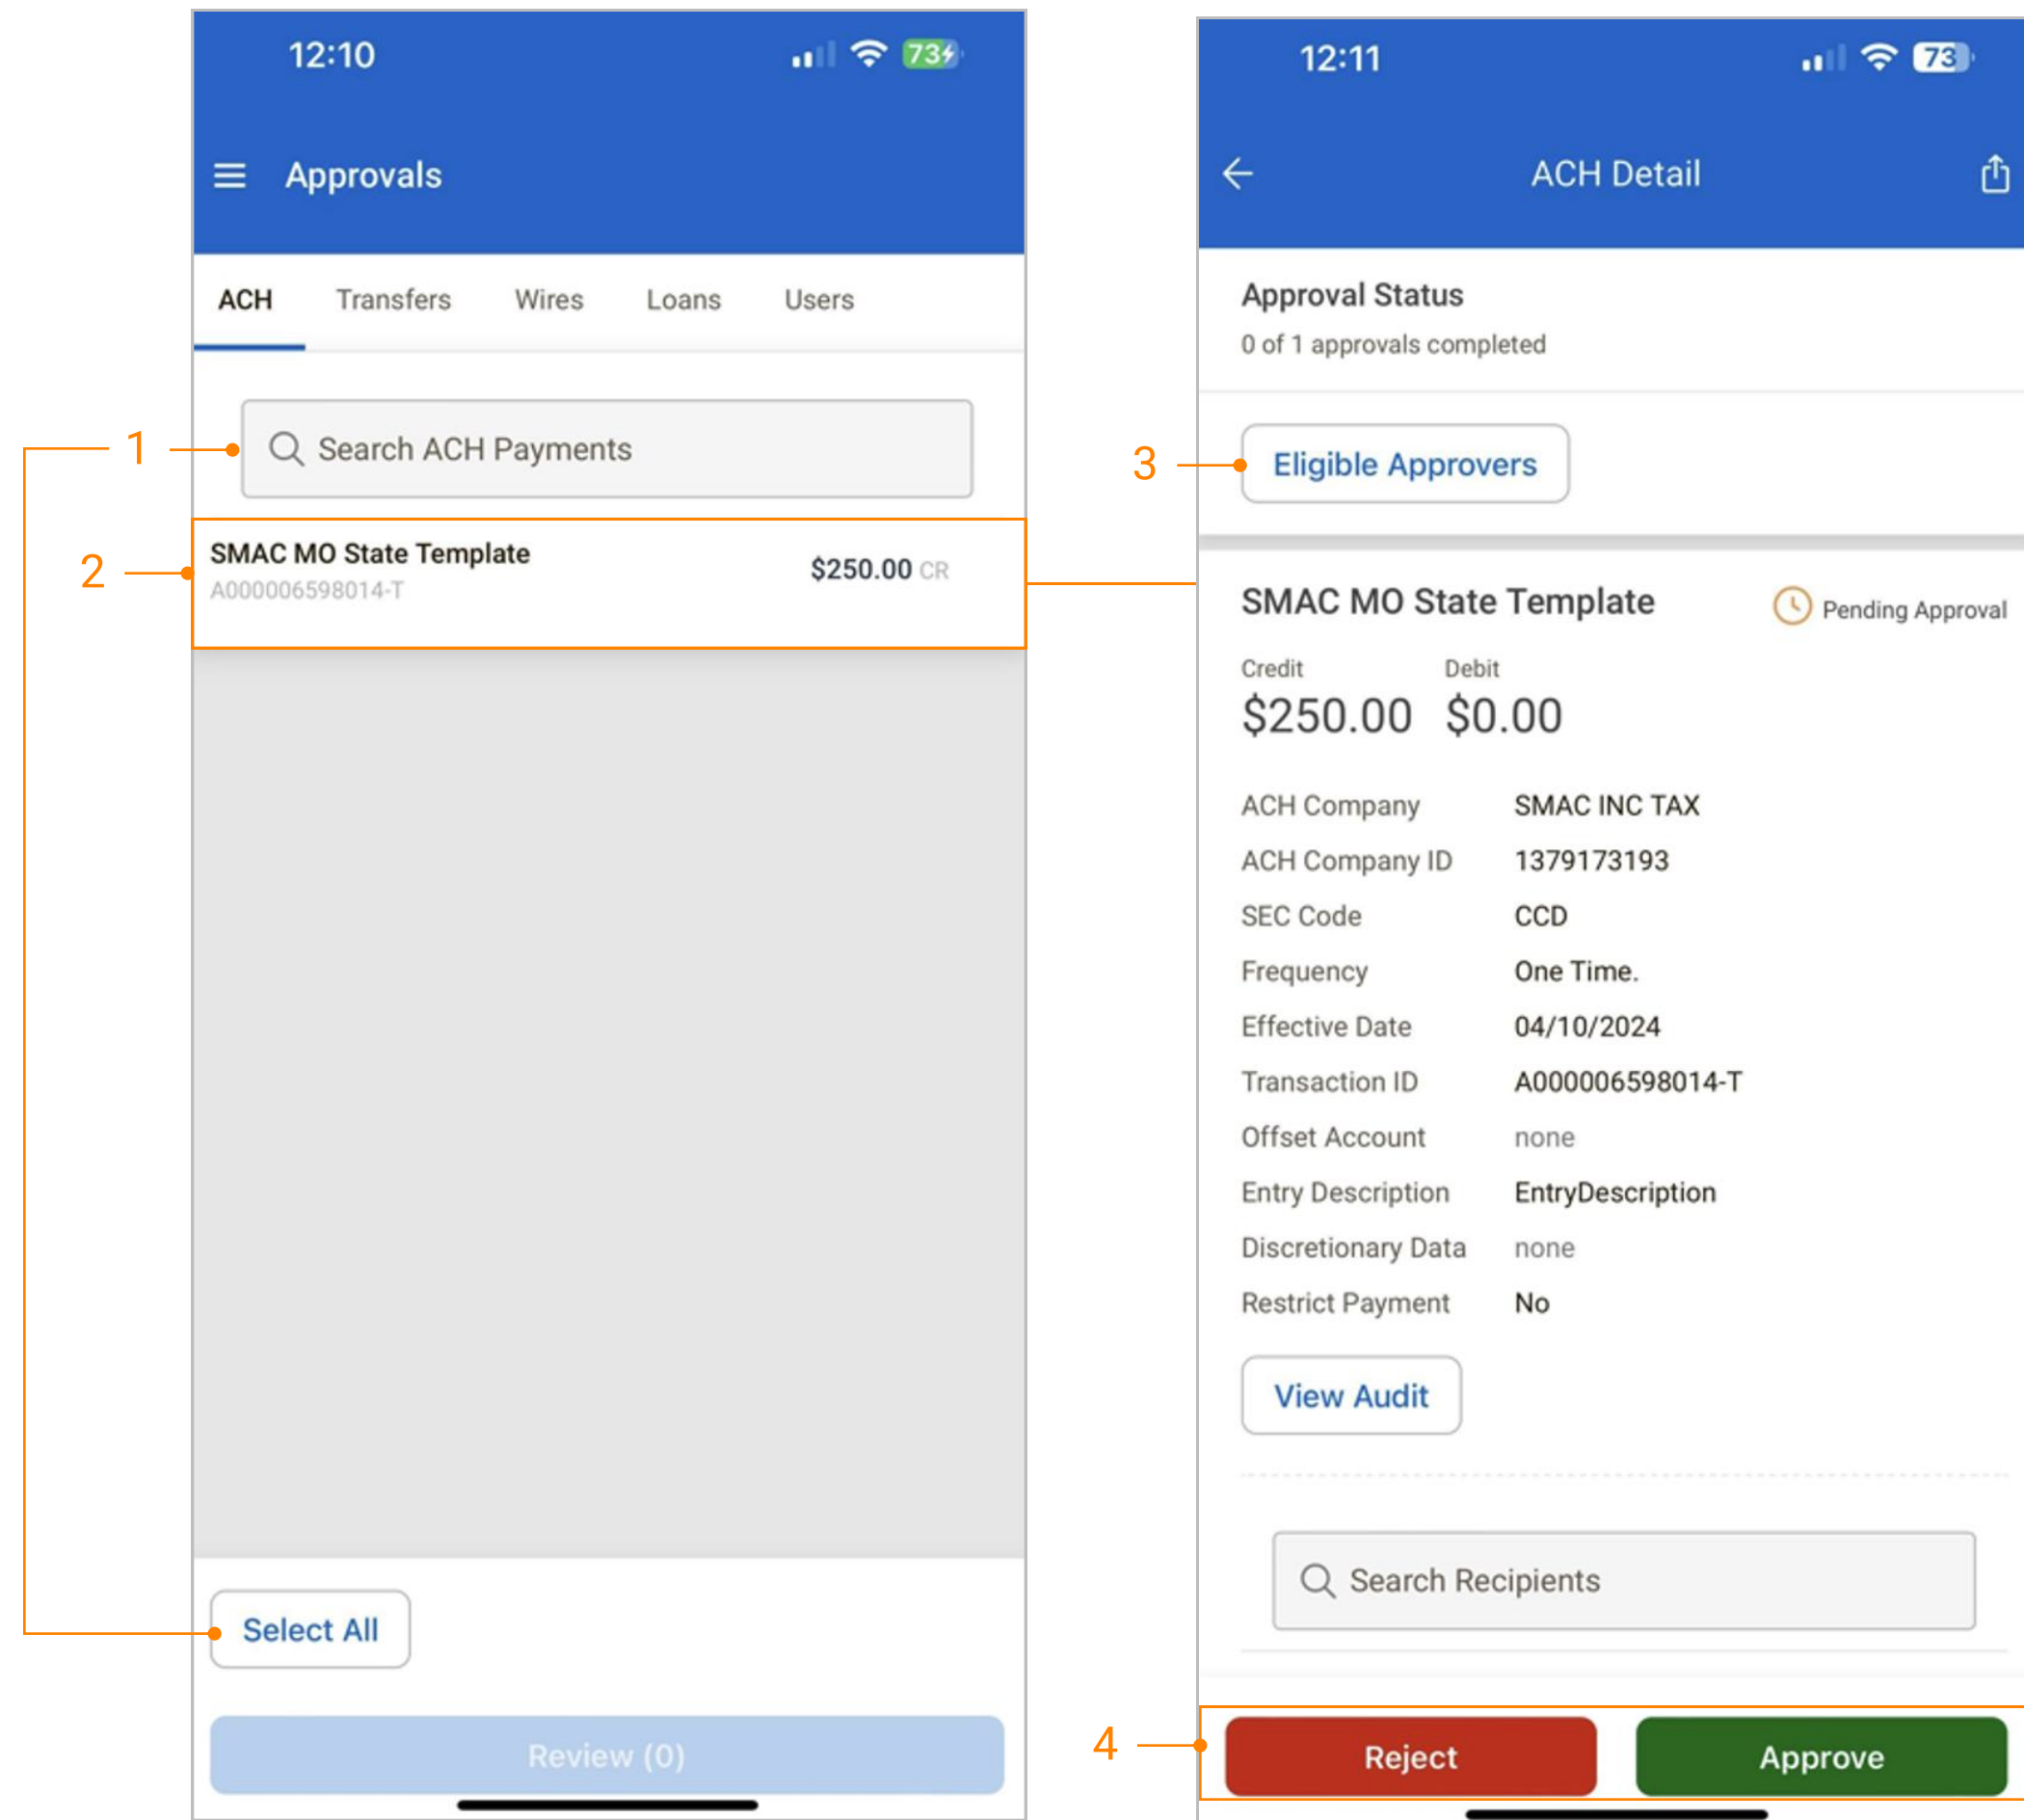 12:10
73
Approvals
ACH Transfers Wires Loans Users
1
Search ACH Payments
2
SMAC MO State Template
$250.00 CR
A000006598014-T
Select All
Review (0)
12:11
73
ACH Detail
Approval Status
0 of 1 approvals completed
3
Eligible Approvers
SMAC MO State Template
Pending Approval
Credit Debit
$250.00 $0.00
ACH Company SMAC INC TAX
ACH Company ID 1379173193
SEC Code CCD
Frequency One Time.
Effective Date 04/10/2024
Transaction ID A000006598014-T
Offset Account none
Entry Description EntryDescription
Discretionary Data none
Restrict Payment No
View Audit
Search Recipients
4
Reject Approve